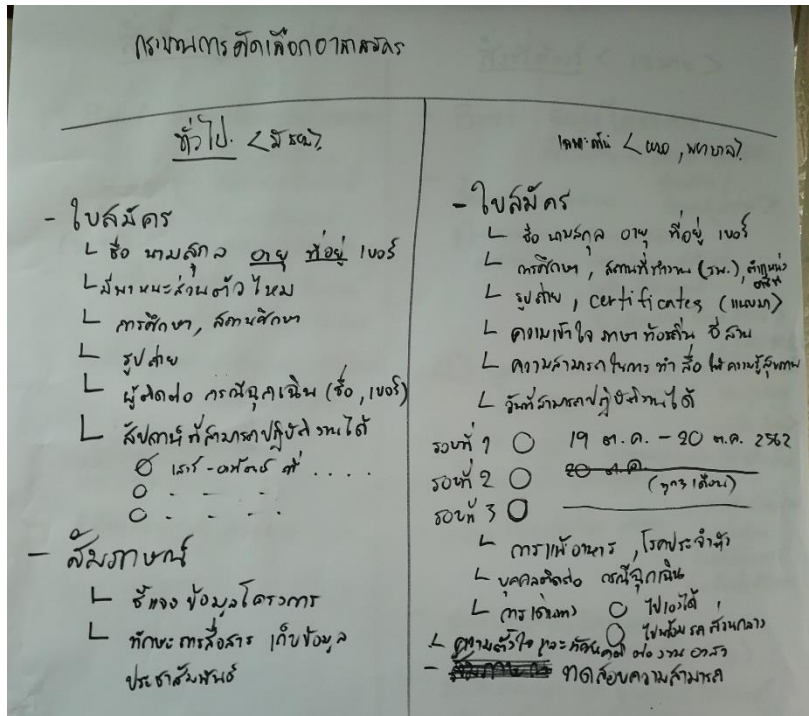 กระบวนการคัดเลือกอาสาสมัคร
ทั่วไป.
- ใบสมัคร
ชื่อ นามสกุล อายุ ที่อยู่ เบอร์
มีพาหนะส่วนตัวไหม
การศึกษา, สถานศึกษา
รูปถ่าย
ผู้ติดต่อ กรณีฉุกเฉิน (ชื่อ, เบอร์)
สัปดาห์ที่สามารถปฏิบัติงานได้
เสาร์ - อาทิตย์ ที่ . . . .
- สัมภาษณ์
ชี้แจง ข้อมูลโครงการ
ทักษะการสื่อสาร เก็บข้อมูล
ประชาสัมพันธ์
< หมอ, พยาบาล >
- ใบสมัคร
ชื่อ นามสกุล อายุ ที่อยู่ เบอร์
การศึกษา, สถานที่ทำงาน (รพ.), ตำแหน่ง
รูปถ่าย, certificates (แนบมา)
ความเข้าใจ ภาษาท้องถิ่น อีสาน
ความสามารถในการ ทำ สื่อ ให้ความรู้สุขภาพ
วันที่สามารถปฏิบัติงานได้
รอบที่ 1 19 ต.ค. - 20 ต.ค. 2562
รอบที่ 2 (ทุก 3 เดือน)
รอบที่ 3
การแพ้อาหาร, โรคประจำตัว
บุคคลติดต่อ กรณีฉุกเฉิน
การเดินทาง ไปเองได้
ไปพร้อมรถส่วนกลาง
ความตั้งใจ และทัศนคติ ต่องานอาสา
- ทดสอบความสามารถ